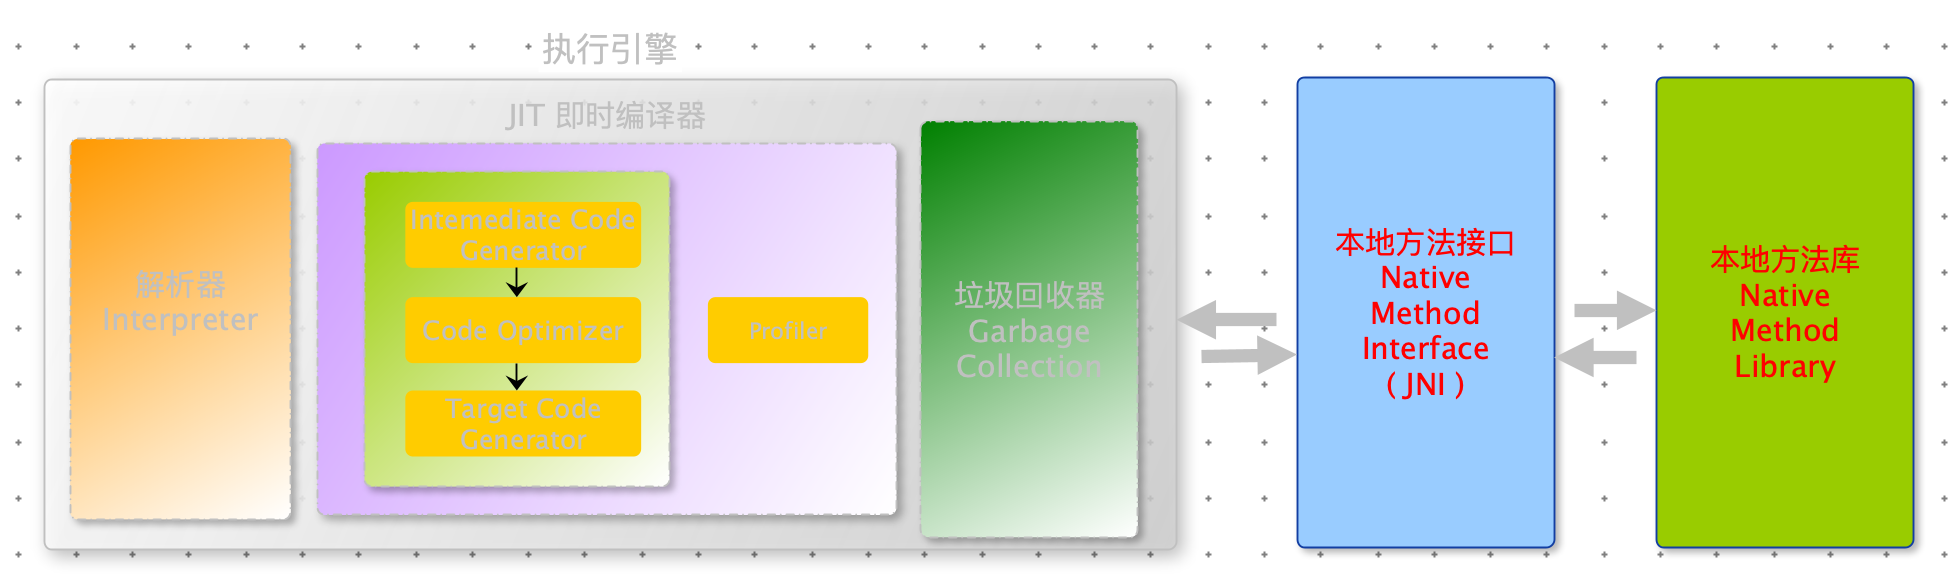 执行引擎
JIT 即时编译器
解析器
Interpreter
Intemediate Code
Generator
Code Optimizer
Target Code
Generator
Profiler
垃圾回收器
Garbage
Collection
本地方法接口
Native
Method
Interface
( JNI )
本地方法库
Native
Method
Library